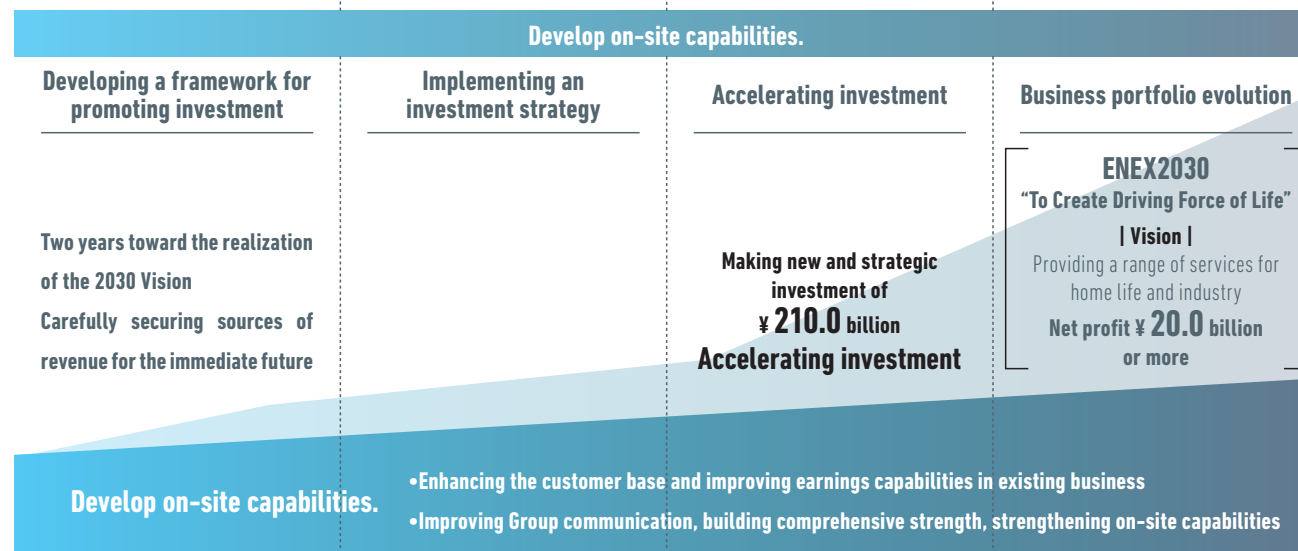 Develop on-site capabilities.
Developing a framework for
promoting investment
Implementing an
investment strategy
Accelerating investment
Business portfolio evolution
Two years toward the realization
of the 2030 Vision
Carefully securing sources of
revenue for the immediate future
Making new and strategic
investment of
¥ 210.0 billion
Accelerating investment
ENEX2030
“To Create Driving Force of Life”
| Vision |
Providing a range of services for
home life and industry
Net profit ¥ 20.0 billion
or more
Develop on-site capabilities.
•Enhancing the customer base and improving earnings capabilities in existing business
•Improving Group communication, building comprehensive strength, strengthening on-site capabilities